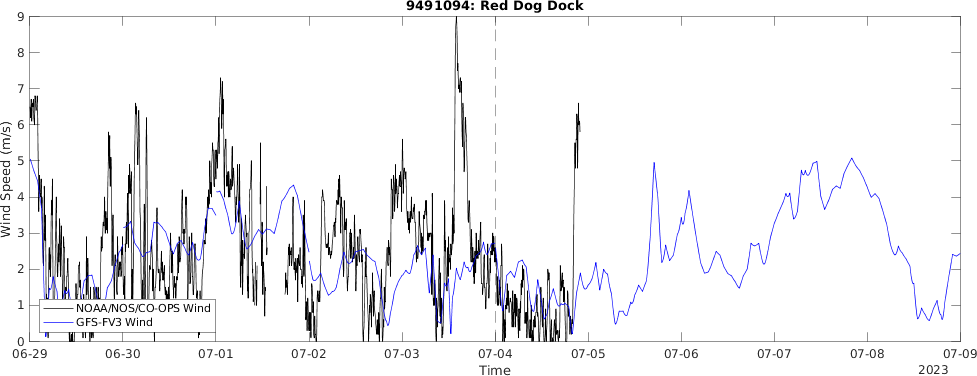 9491094: Red Dog Dock
9
8
7
6
5
4
3
2
1
0
Wind Speed (m/s)
NOAA/NOS/CO-OPS Wind
GFS-FV3 Wind
06-29 06-30 07-01 07-02 07-03 07-04 07-05 07-06 07-07 07-08 07-09
Time
2023